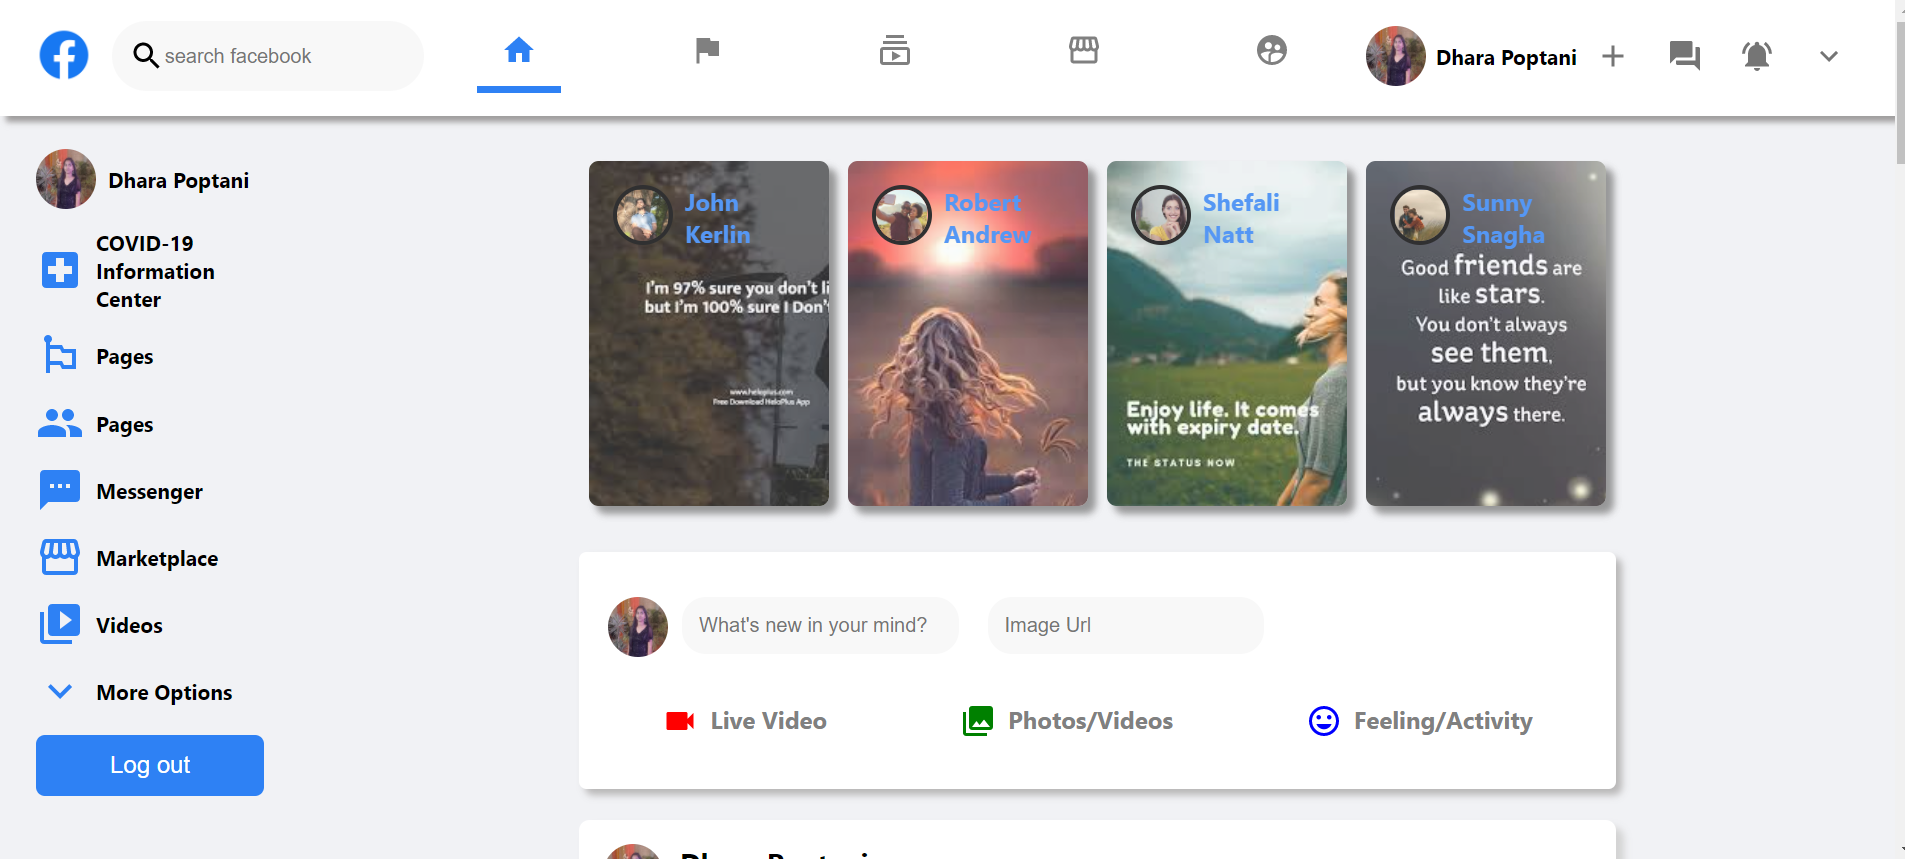 search facebook
Dhara Poptani
Dhara Poptani
COVID-19
Information
Center
Pages
Pages
Messenger
Marketplace
Videos
More Options
Log out
John
Kerlin
I'm 97% sure you don't li
but I'm 100% sure I Don't
www.heloplus.com
Free Download HeloPlus App
Robert
Andrew
Shefali
Natt
Enjoy life. It comes
with expiry date.
THE STATUS NOW
Sunny
Snagha
Good friends are
like stars.
You don't always
see them,
but you know they're
always there.
What's new in your mind?
Image Url
Live Video
Photos/Videos
Feeling/Activity
Dhara Poptani